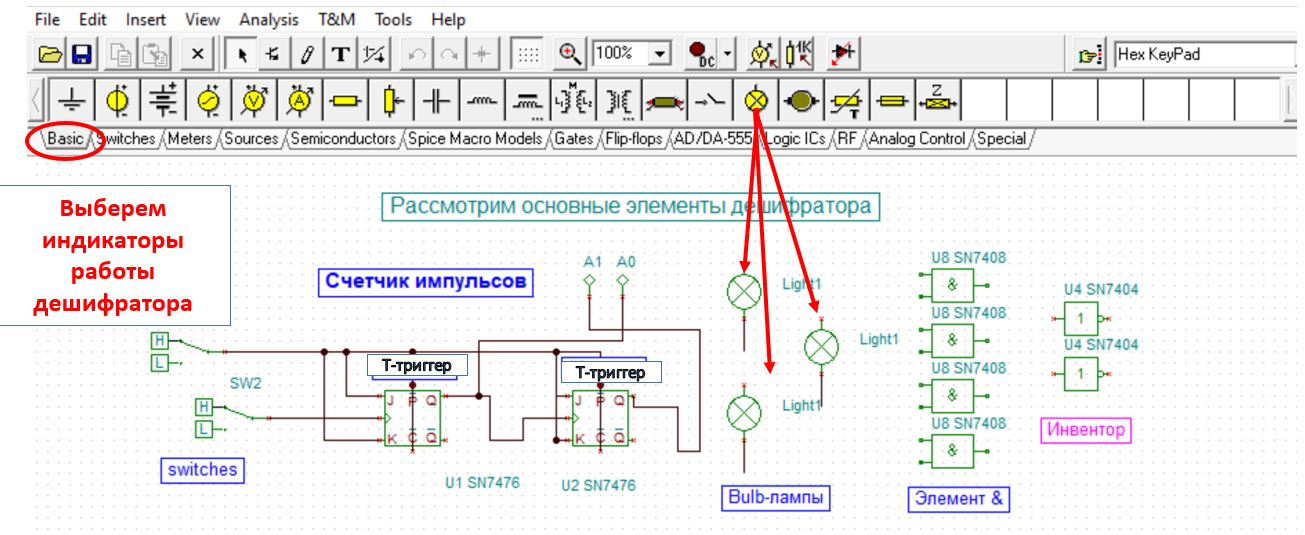 File Edit Insert View Analysis T&M Tools Help
T 100% DC 1K Hex KeyPad
M Z
Basic Switches Meters Sources Semiconductors Spice Macro Models Gates Flip-flops AD/DA-555 Logic ICs RF Analog Control Special
Выберем
индикаторы
работы
дешифратора
Рассмотрим основные элементы дешифратора
Счетчик импульсов
A1 A0
Light1
Light1
Light1
U8 SN7408
&
U8 SN7408
&
U8 SN7408
&
U8 SN7408
&
U4 SN7404
1
U4 SN7404
1
H
L
SW2
H
L
Т-триггер
Т-триггер
J P Q
K C Q
J P Q
K C Q
switches
U1 SN7476
U2 SN7476
Bulb-лампы
Элемент &
Инвентор